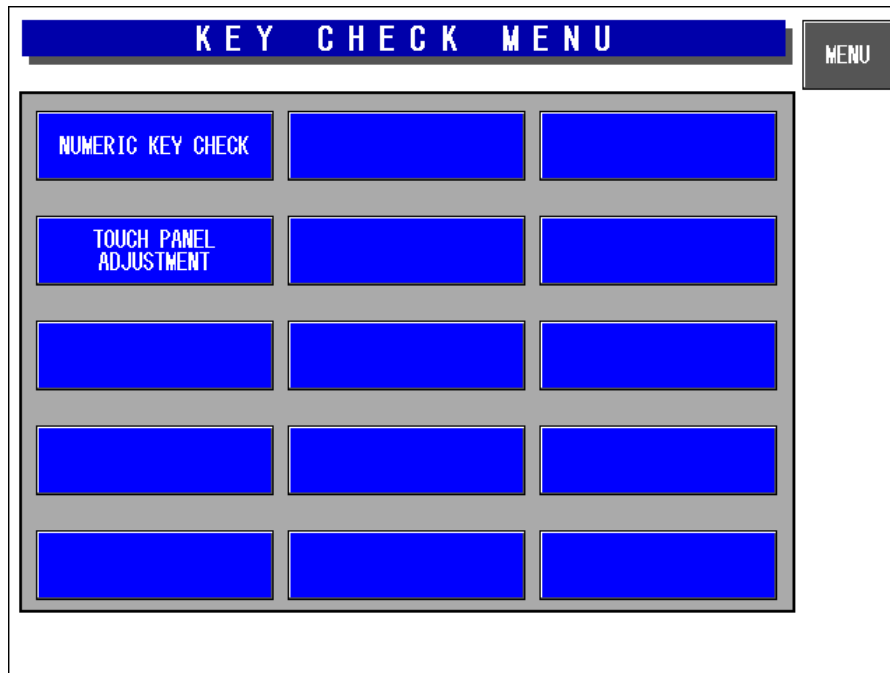 KEY CHECK MENU
MENU
NUMERIC KEY CHECK
TOUCH PANEL
ADJUSTMENT